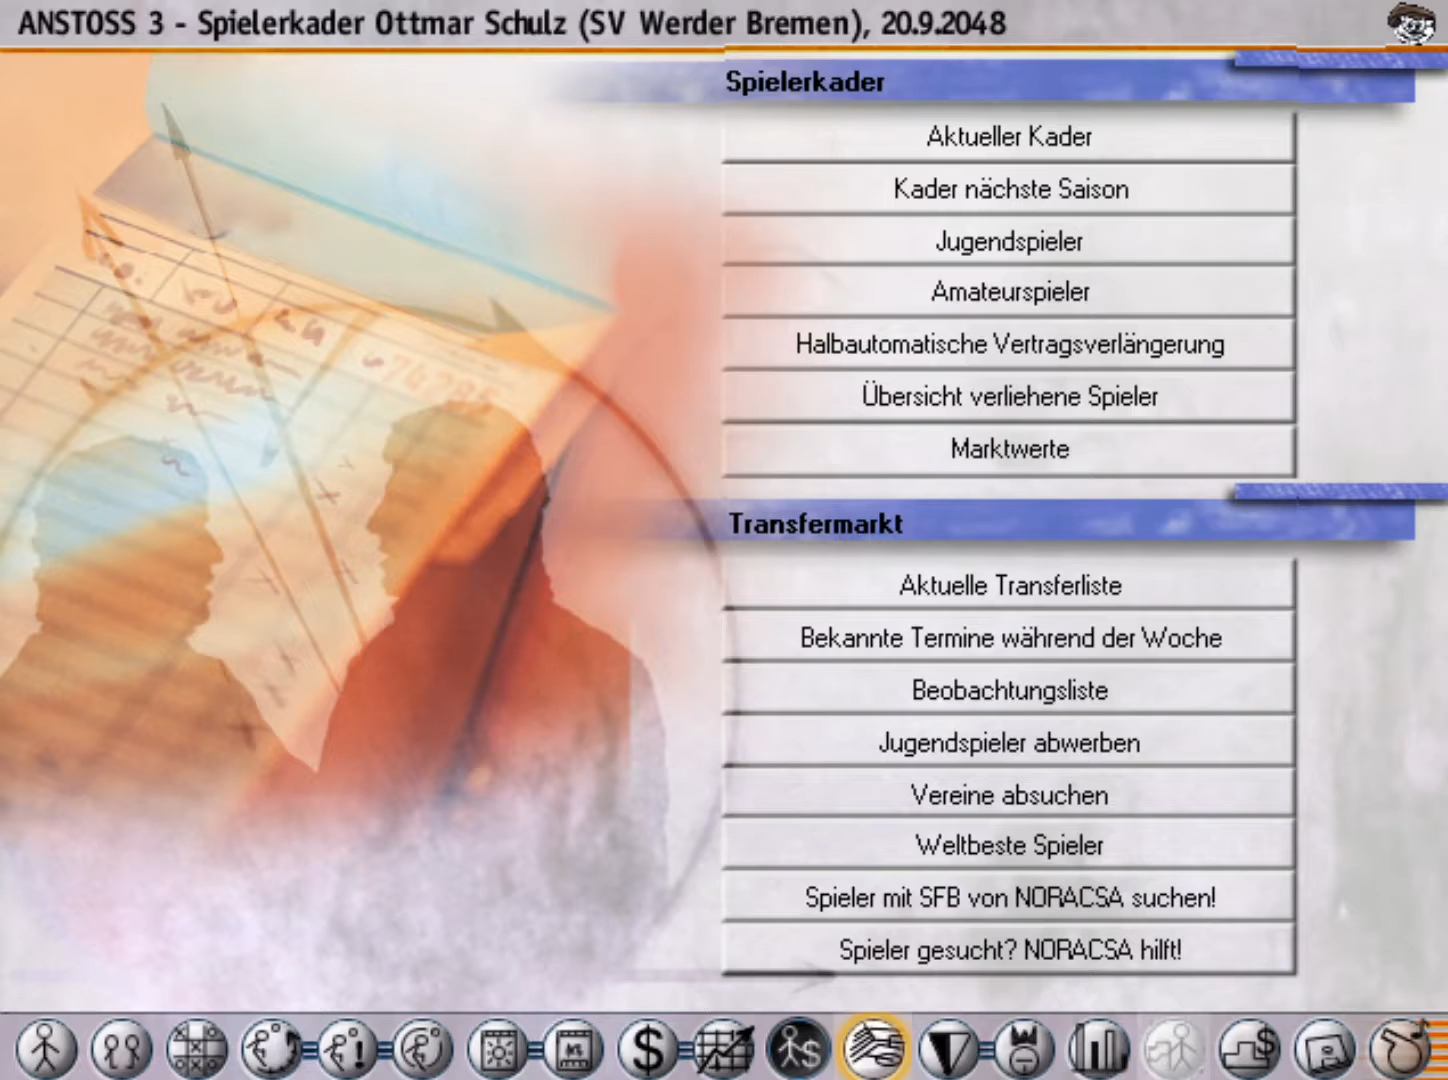 ANSTOSS 3 - Spielerkader Ottmar Schulz (SV Werder Bremen), 20.9.2048
Spielerkader
Aktueller Kader
Kader nächste Saison
Jugendspieler
Amateurspieler
Halbautomatische Vertragsverlängerung
Übersicht verliehene Spieler
Marktwerte
Transfermarkt
Aktuelle Transferliste
Bekannte Termine während der Woche
Beobachtungsliste
Jugendspieler abwerben
Vereine absuchen
Weltbeste Spieler
Spieler mit SFB von NORACSA suchen!
Spieler gesucht? NORACSA hilft!